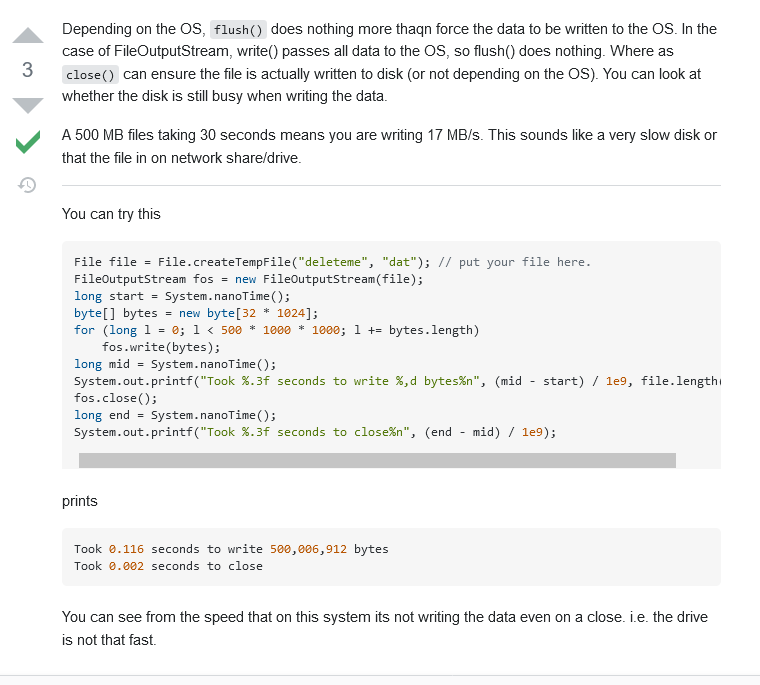 Depending on the OS, flush() does nothing more thaqn force the data to be written to the OS. In the
case of FileOutputStream, write() passes all data to the OS, so flush() does nothing. Where as
3
close() can ensure the file is actually written to disk (or not depending on the OS). You can look at
whether the disk is still busy when writing the data.
A 500 MB files taking 30 seconds means you are writing 17 MB/s. This sounds like a very slow disk or
that the file in on network share/drive.
You can try this
File file = File.createTempFile("deleteme", "dat"); // put your file here.
FileOutputStream fos = new FileOutputStream(file);
long start = System.nanoTime();
byte[] bytes = new byte[32 * 1024];
for (long l = 0; l < 500 * 1000 * 1000; l += bytes.length)
    fos.write(bytes);
long mid = System.nanoTime();
System.out.printf("Took %.3f seconds to write %,d bytes%n", (mid - start) / 1e9, file.length(
fos.close();
long end = System.nanoTime();
System.out.printf("Took %.3f seconds to close%n", (end - mid) / 1e9);
prints
Took 0.116 seconds to write 500,006,912 bytes
Took 0.002 seconds to close
You can see from the speed that on this system its not writing the data even on a close. i.e. the drive
is not that fast.